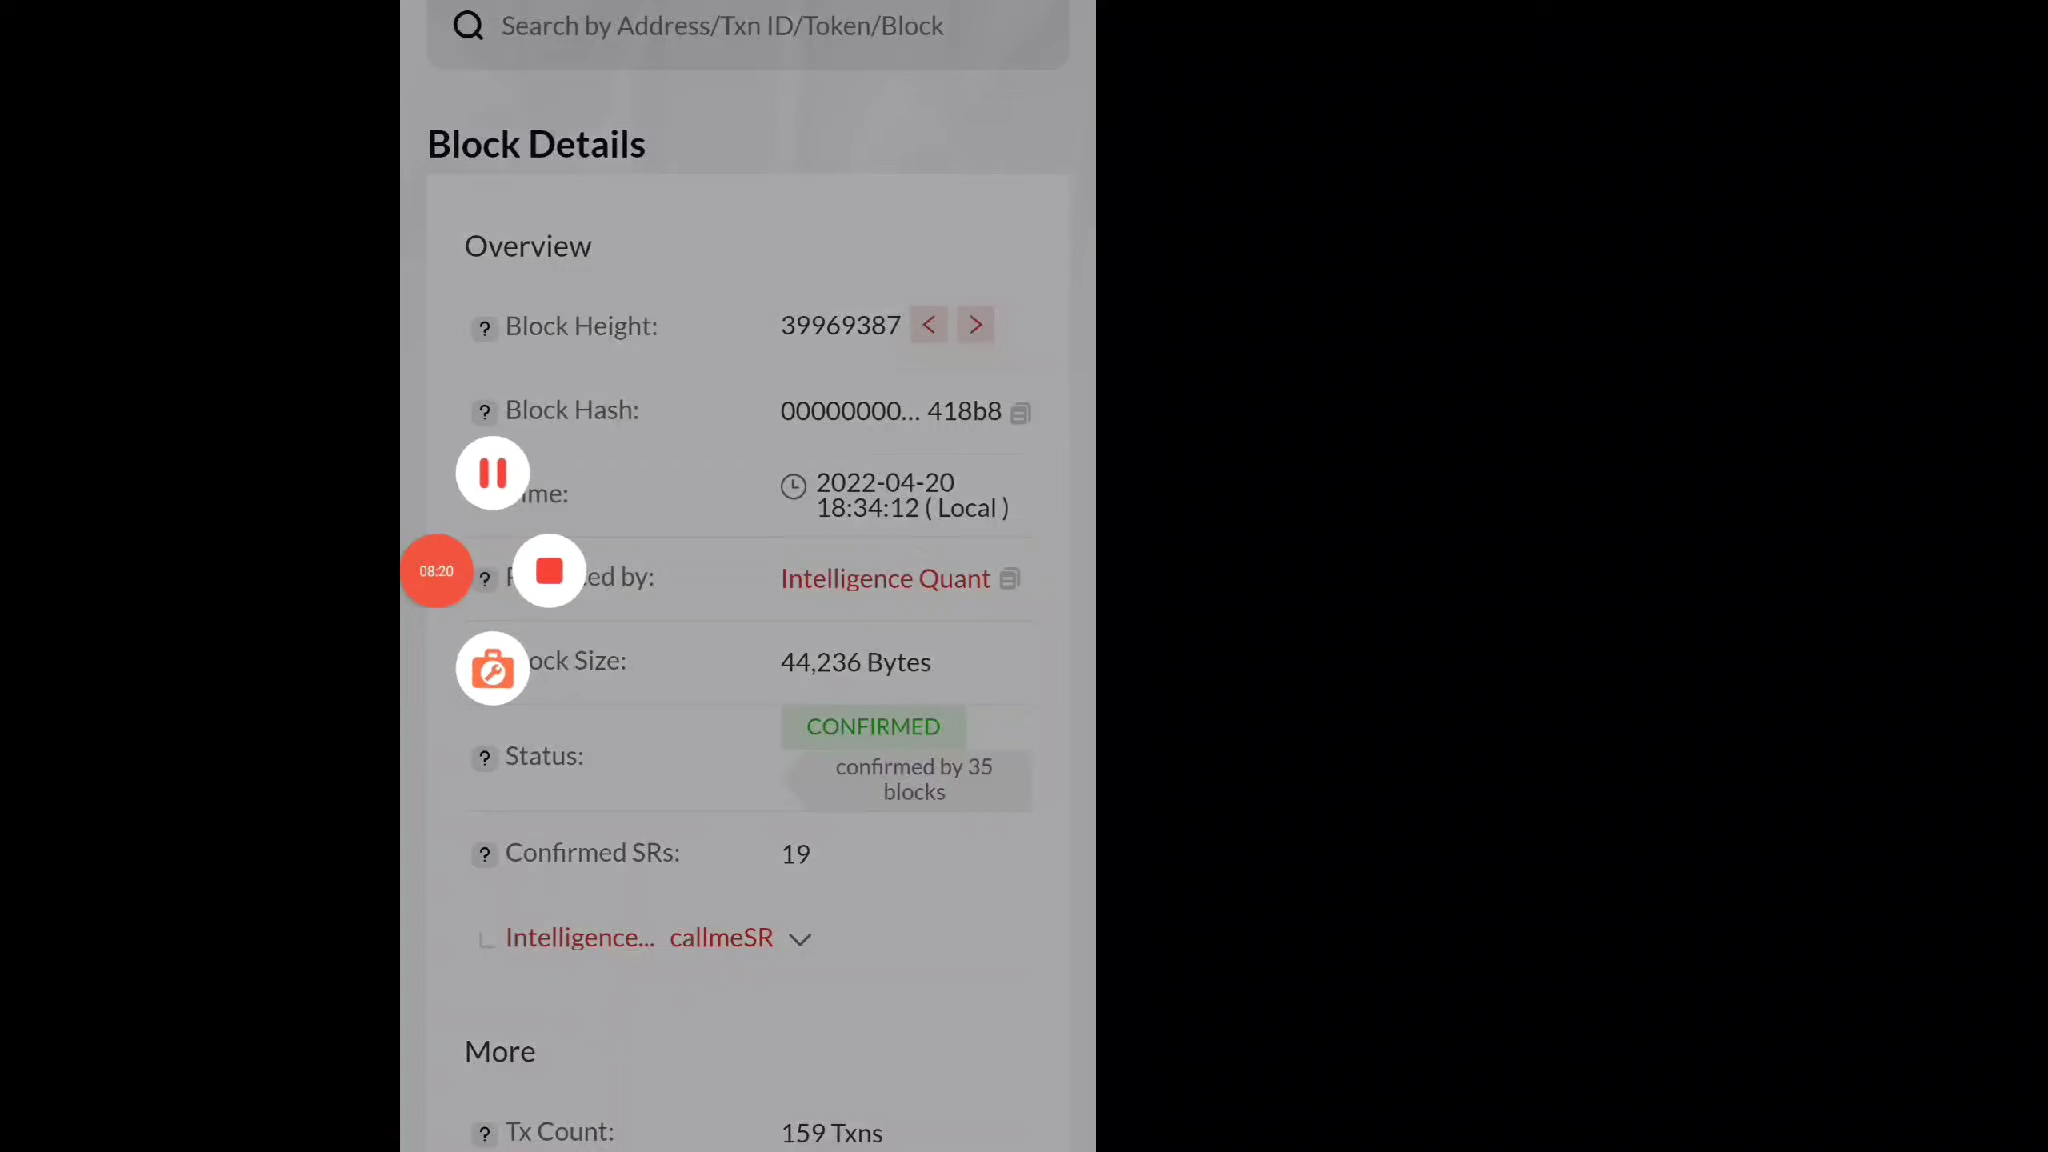 Search by Address/Txn ID/Token/Block
Block Details
Overview
? Block Height: 39969387 < >
? Block Hash: 00000000... 418b8
2022-04-20
18:34:12 ( Local )
08:20
? ed by: Intelligence Quant
Size: 44,236 Bytes
CONFIRMED
? Status:
confirmed by 35
blocks
? Confirmed SRs: 19
Intelligence... callmeSR
More
? Tx Count: 159 Txns